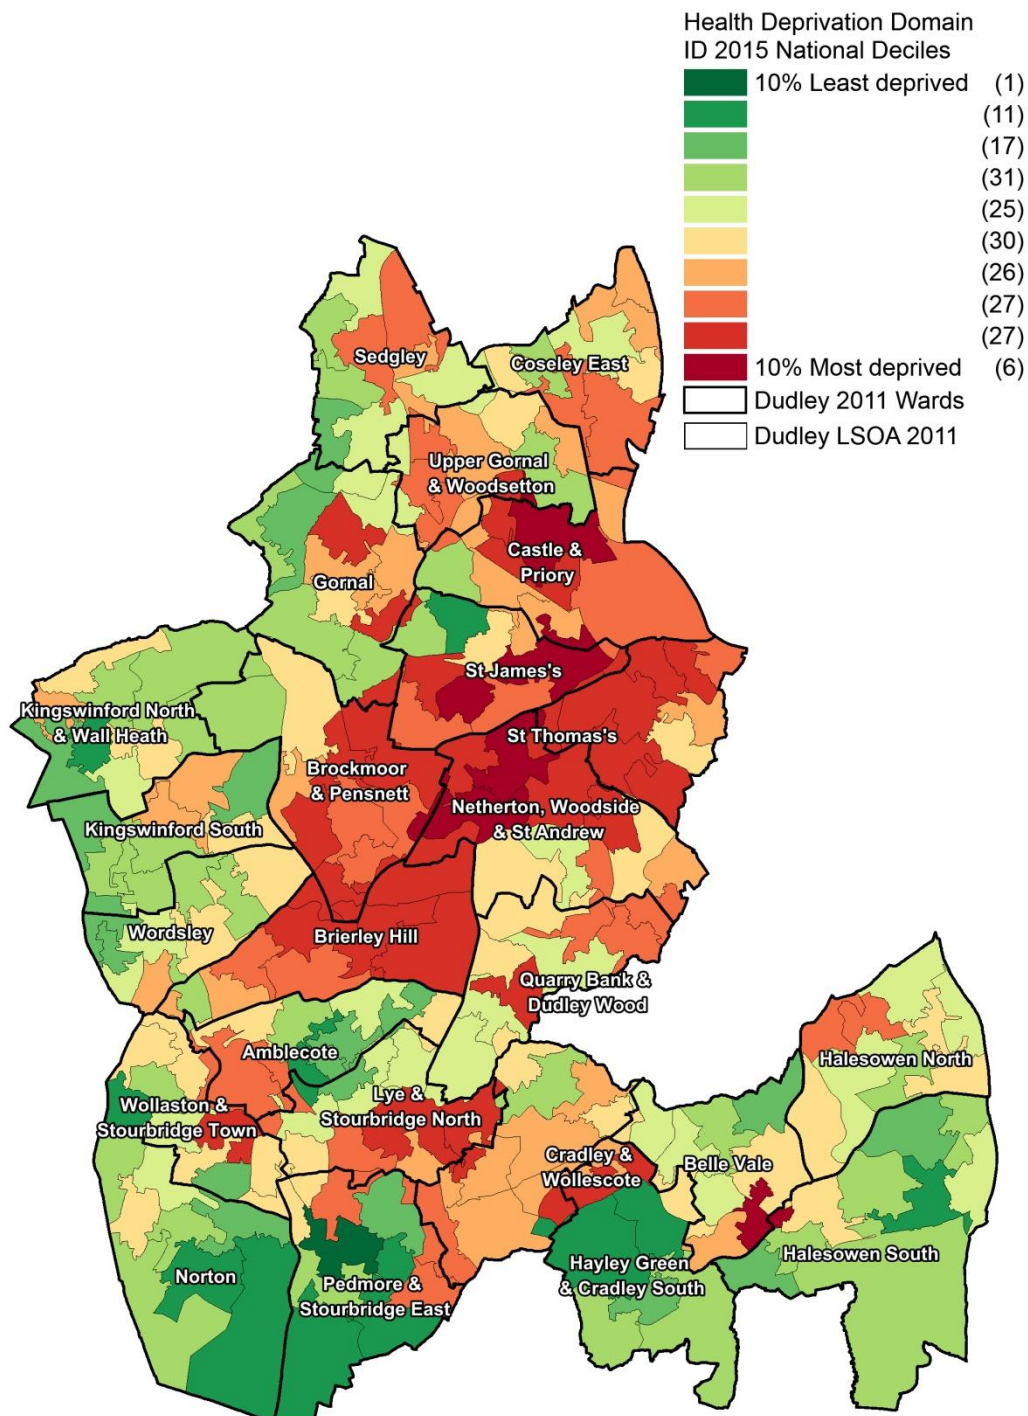 Health Deprivation Domain
ID 2015 National Deciles
10% Least deprived (1)
(11)
(17)
(31)
(25)
(30)
(26)
(27)
(27)
10% Most deprived (6)
Dudley 2011 Wards
Dudley LSOA 2011
Sedgley
Coseley East
Upper Gornal
& Woodsetton
Castle &
Priory
Gornal
St James's
Kingswinford North
& Wall Heath
St Thomas's
Brockmoor
& Pensnett
Netherton, Woodside
& St Andrew
Kingswinford South
Wordsley
Brierley Hill
Quarry Bank &
Dudley Wood
Amblecote
Halesowen North
Wollaston &
Stourbridge Town
Lye &
Stourbridge North
Cradley &
Wollescote
Belle Vale
Halesowen South
Norton
Pedmore &
Stourbridge East
Hayley Green
& Cradley South